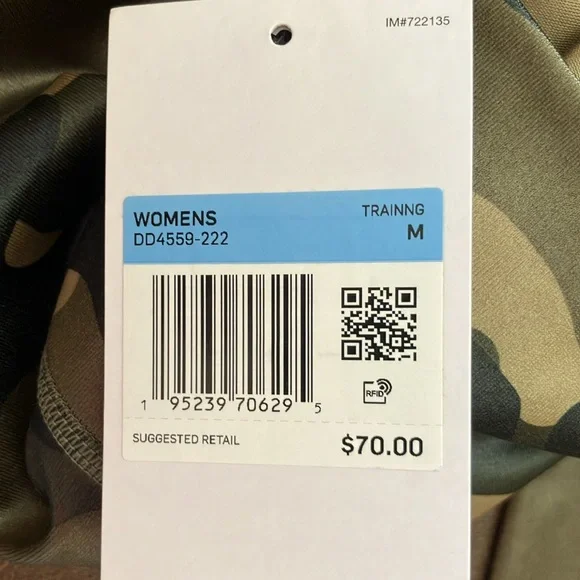 IM#722135
WOMENS TRAINNG
DD4559-222 M
RFID
1 95239 70629 5
SUGGESTED RETAIL $70.00